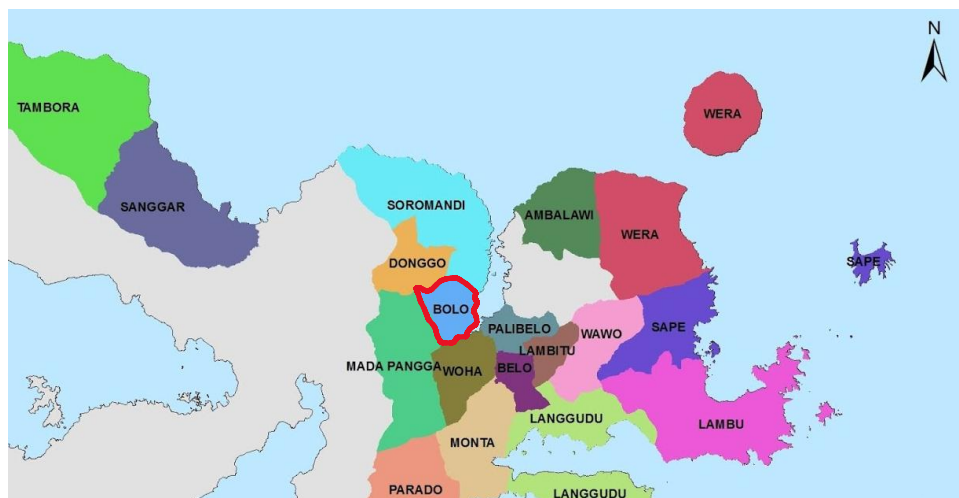 N
TAMBORA
WERA
SANGGAR
SOROMANDI
AMBALAWI
WERA
DONGGO
SAPE
BOLO
PALIBELO
WAWO
SAPE
LAMBITU
MADA PANGGA
WOHA
BELO
LANGGUDU
LAMBU
MONTA
PARADO
LANGGUDU